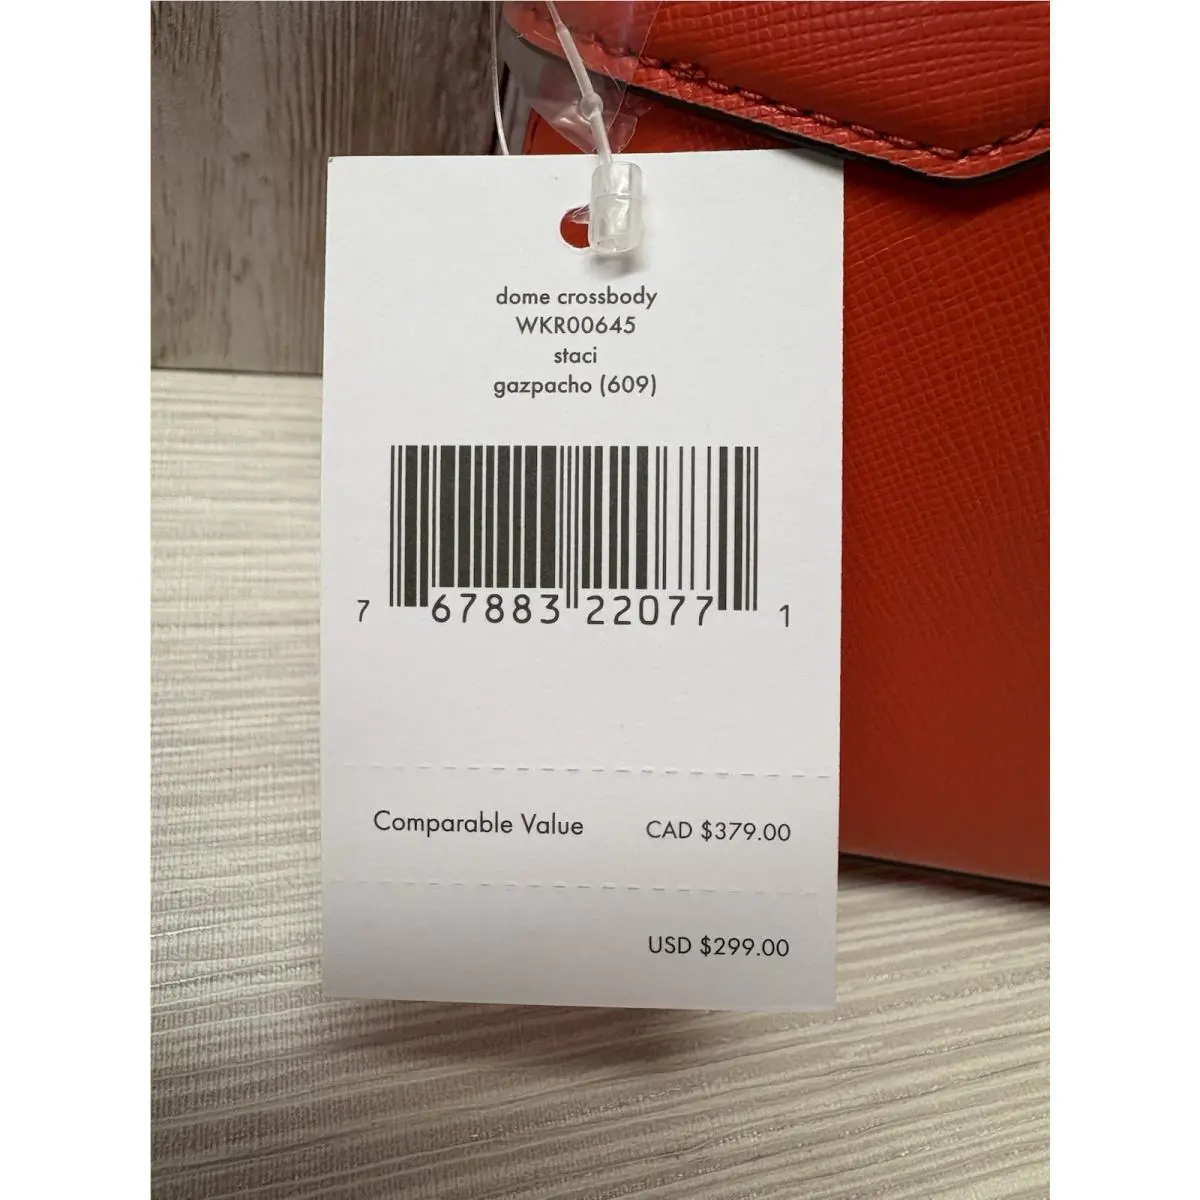 dome crossbody
WKR00645
staci
gazpacho (609)
7 67883 22077 1
Comparable Value CAD $379.00
USD $299.00